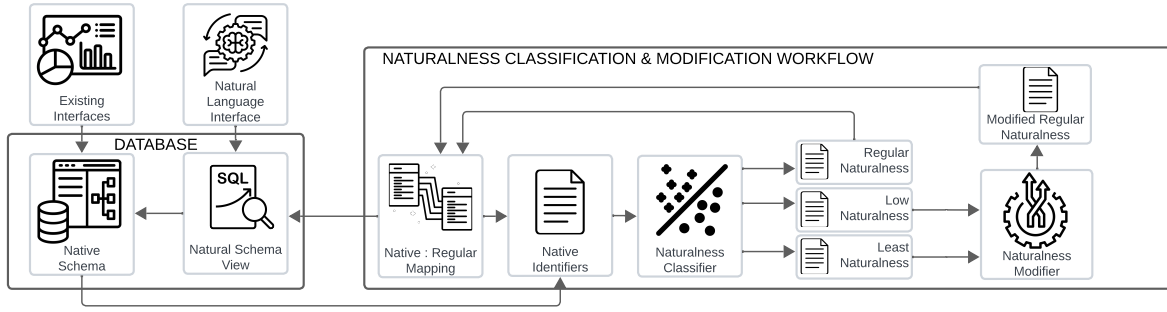 Existing
Interfaces
Natural
Language
Interface
DATABASE
SQL
Native
Schema
Natural Schema
View
NATURALNESS CLASSIFICATION & MODIFICATION WORKFLOW
Native : Regular
Mapping
Native
Identifiers
Naturalness
Classifier
Regular
Naturalness
Low
Naturalness
Least
Naturalness
Modified Regular
Naturalness
Naturalness
Modifier